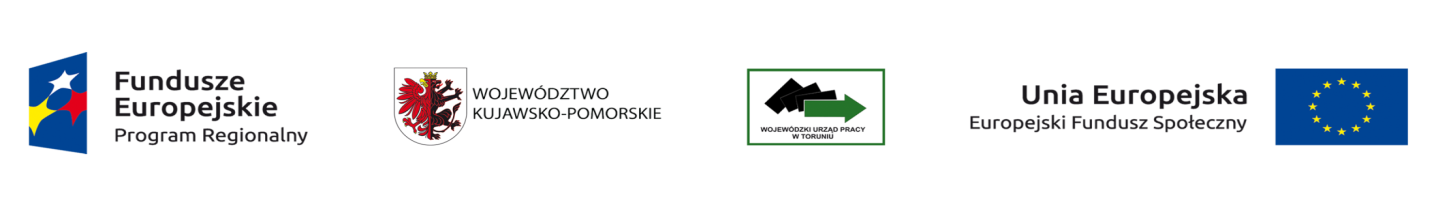 Fundusze
Europejskie
Program Regionalny
WOJEWÓDZTWO
KUJAWSKO-POMORSKIE
WOJEWÓDZKI URZĄD PRACY
W TORUNIU
Unia Europejska
Europejski Fundusz Społeczny